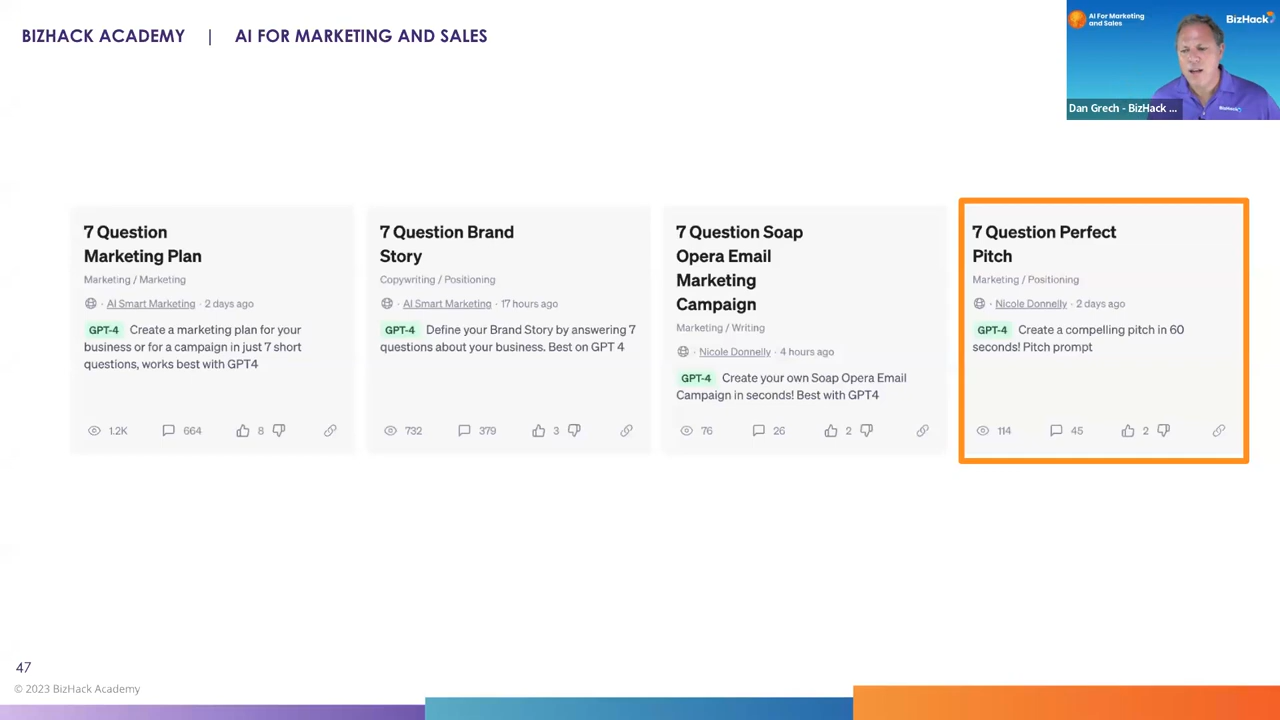 BIZHACK ACADEMY | AI FOR MARKETING AND SALES
AI For Marketing
and Sales
BizHack
BizHack
Dan Grech - BizHack ...
7 Question
Marketing Plan
Marketing / Marketing
· AI Smart Marketing · 2 days ago
GPT-4 Create a marketing plan for your
business or for a campaign in just 7 short
questions, works best with GPT4
1.2K 664 8
7 Question Brand
Story
Copywriting / Positioning
· AI Smart Marketing · 17 hours ago
GPT-4 Define your Brand Story by answering 7
questions about your business. Best on GPT 4
732 379 3
7 Question Soap
Opera Email
Marketing
Campaign
Marketing / Writing
· Nicole Donnelly · 4 hours ago
GPT-4 Create your own Soap Opera Email
Campaign in seconds! Best with GPT4
76 26 2
7 Question Perfect
Pitch
Marketing / Positioning
· Nicole Donnelly · 2 days ago
GPT-4 Create a compelling pitch in 60
seconds! Pitch prompt
114 45 2
47
© 2023 BizHack Academy